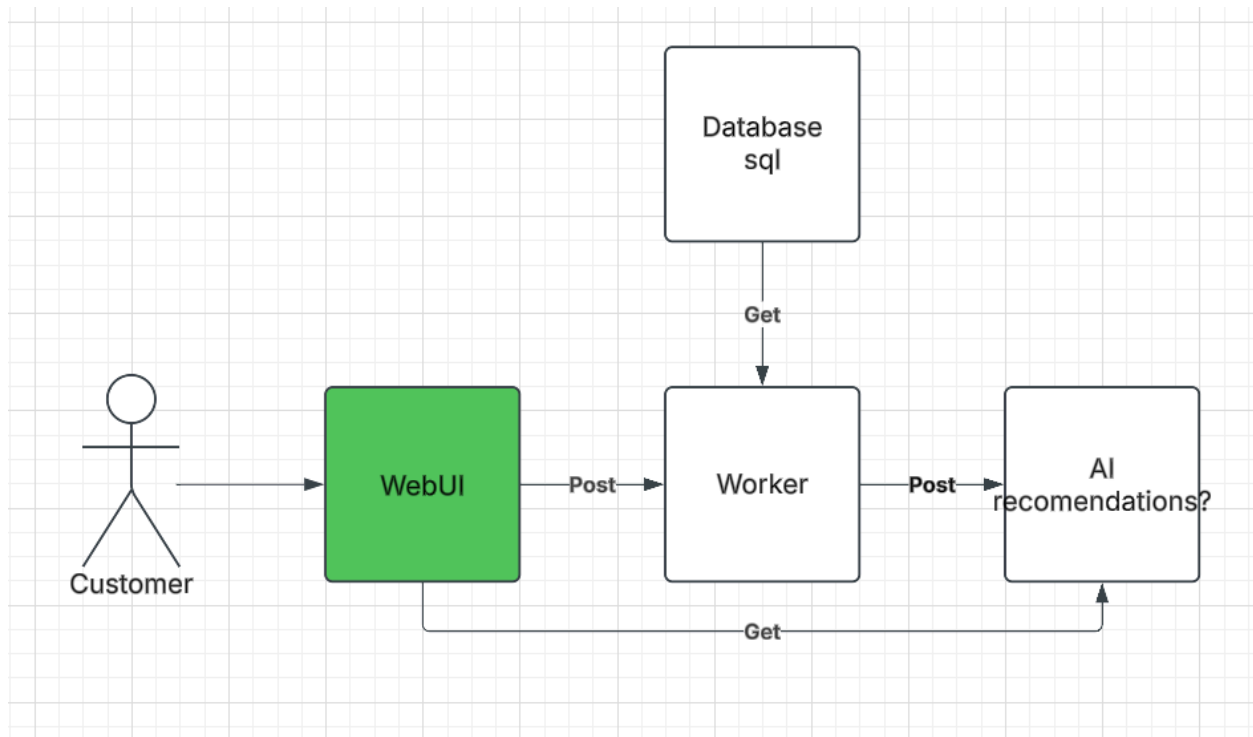 Database
sql
Get
WebUI
Post
Worker
Post
AI
recomendations?
Customer
Get